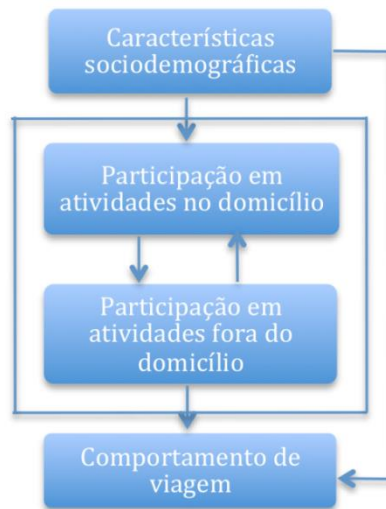 Características
sociodemográficas
Participação em
atividades no domicílio
Participação em
atividades fora do
domicílio
Comportamento de
viagem